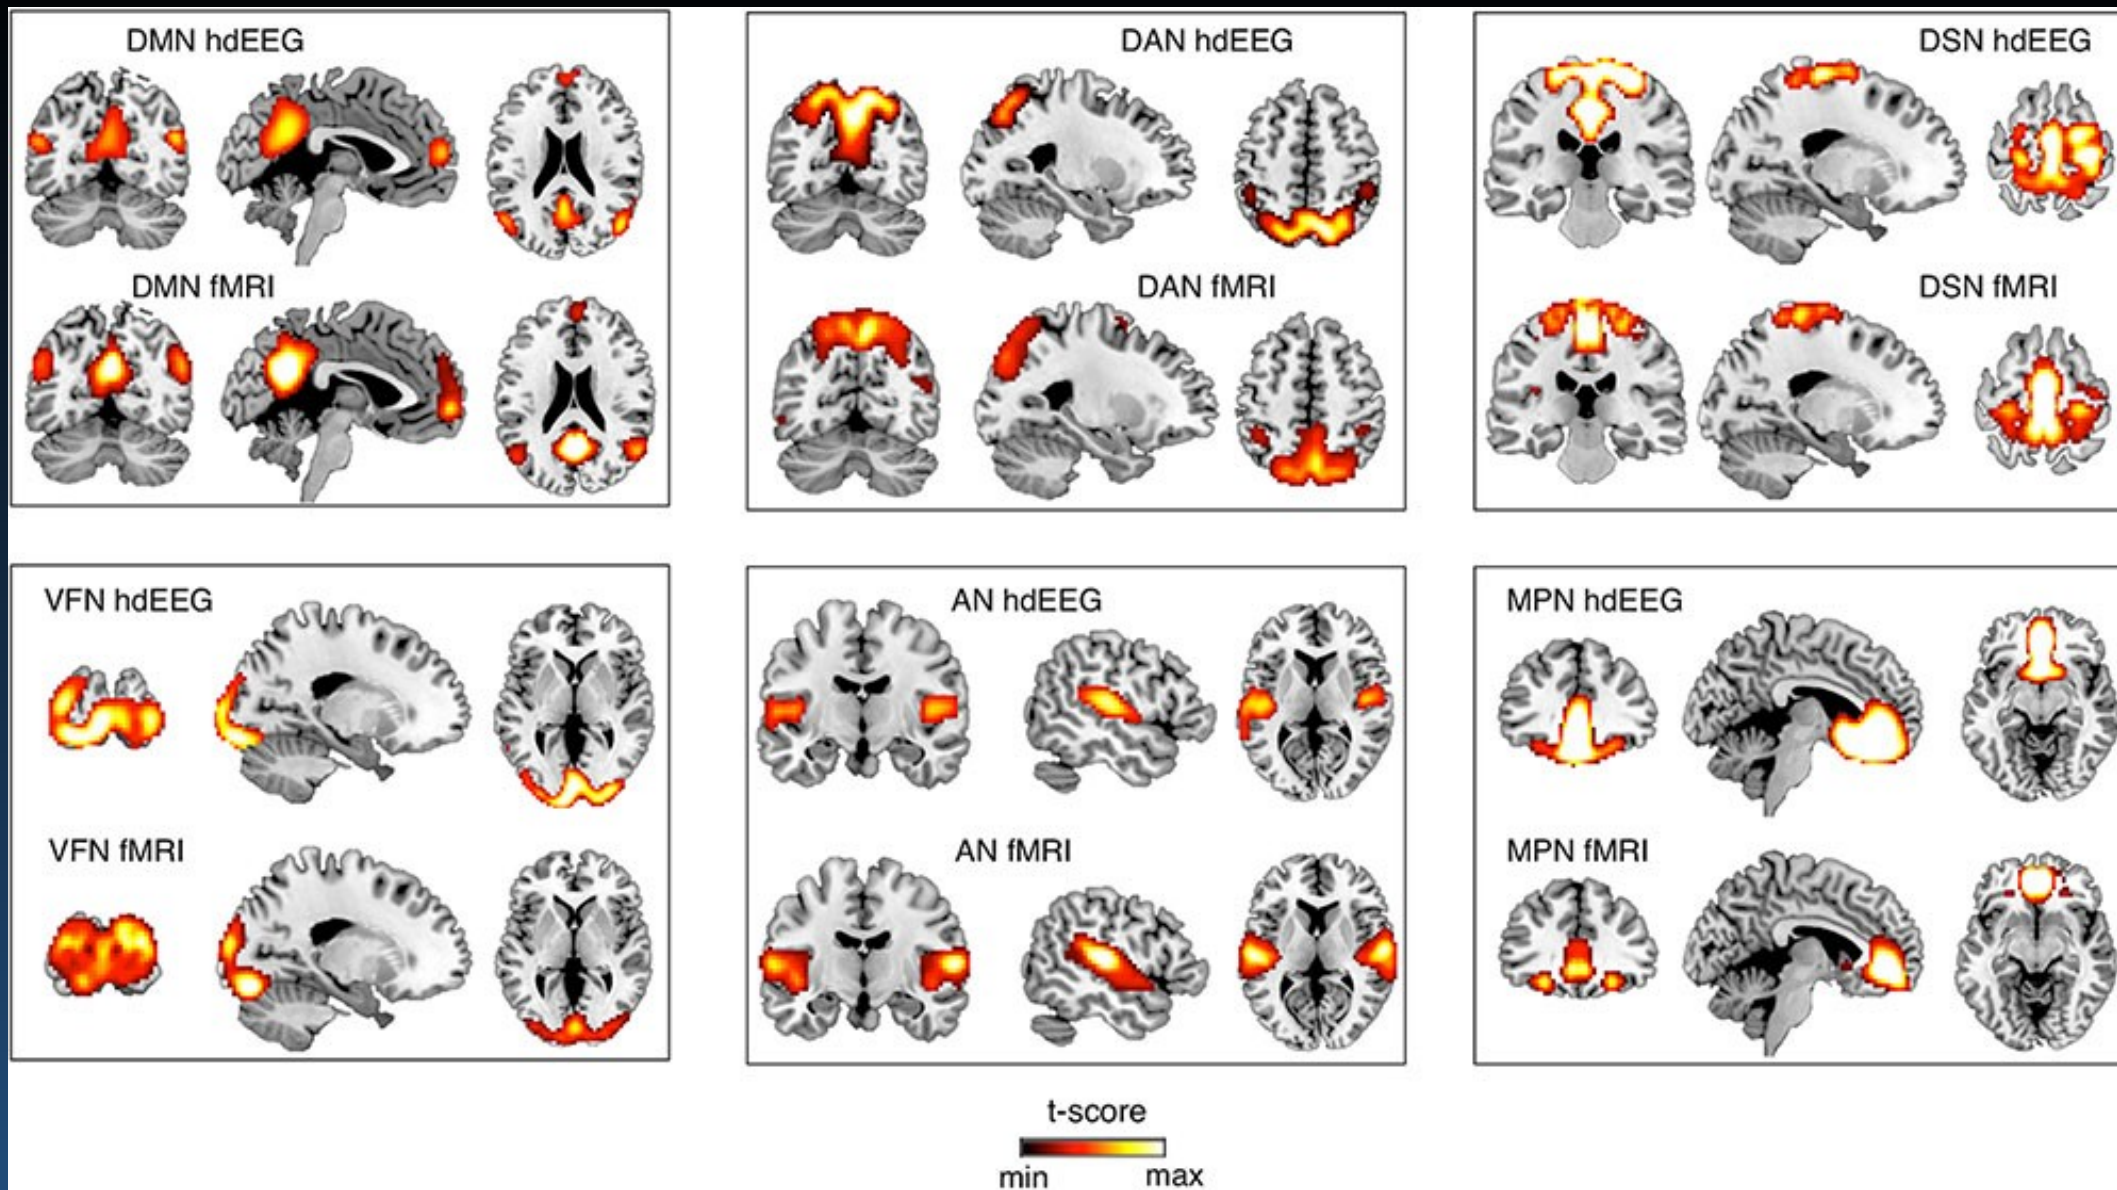 DMN hdEEG
DAN hdEEG
DSN hdEEG
DMN fMRI
DAN fMRI
DSN fMRI
VFN hdEEG
AN hdEEG
MPN hdEEG
VFN fMRI
AN fMRI
MPN fMRI
t-score
min max